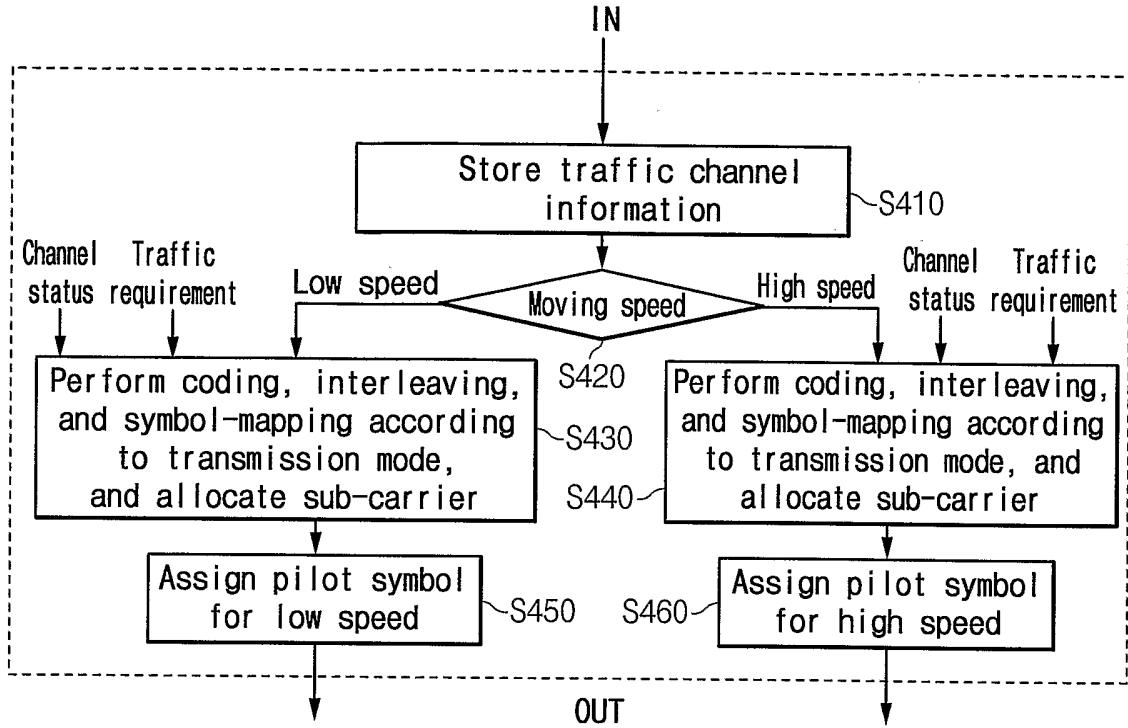 IN
Store traffic channel
information
S410
Channel Traffic
status requirement
Low speed
Moving speed
High speed
Channel Traffic
status requirement
S420
Perform coding, interleaving,
and symbol-mapping according
to transmission mode,
and allocate sub-carrier
S430
Perform coding, interleaving,
and symbol-mapping according
to transmission mode, and
allocate sub-carrier
S440
Assign pilot symbol
for low speed
S450
Assign pilot symbol
for high speed
S460
OUT